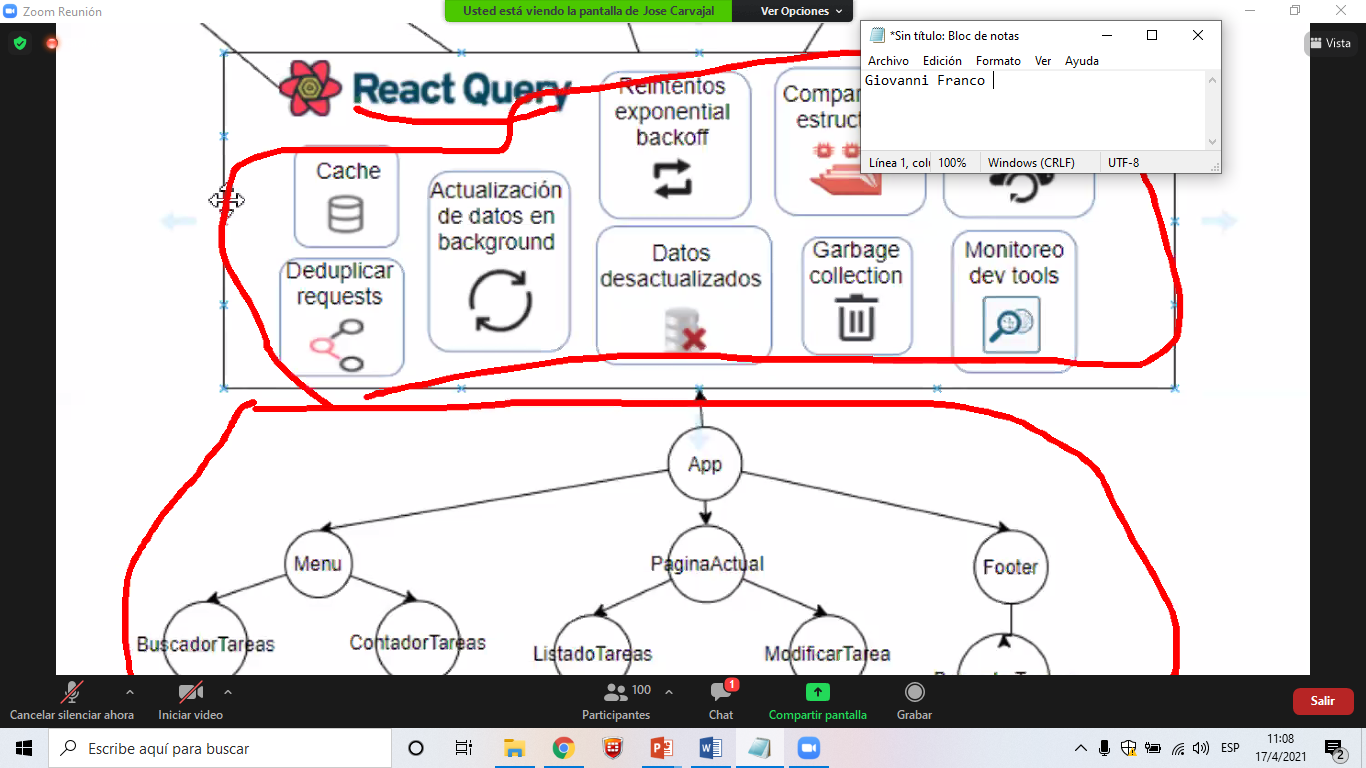 Zoom Reunión
Usted está viendo la pantalla de Jose Carvajal
Ver Opciones
Vista
*Sin título: Bloc de notas
Archivo Edición Formato Ver Ayuda
Giovanni Franco
Línea 1, col
100%
Windows (CRLF)
UTF-8
React Query
Cache
Deduplicar
requests
Actualización
de datos en
background
Reintentos
exponential
backoff
Datos
desactualizados
Garbage
collection
Monitoreo
dev tools
App
Menu
PaginaActual
Footer
BuscadorTareas
ContadorTareas
ListadoTareas
ModificarTarea
Cancelar silenciar ahora
Iniciar video
100
Participantes
1
Chat
Compartir pantalla
Grabar
Salir
Escribe aquí para buscar
ESP
11:08
17/4/2021
2